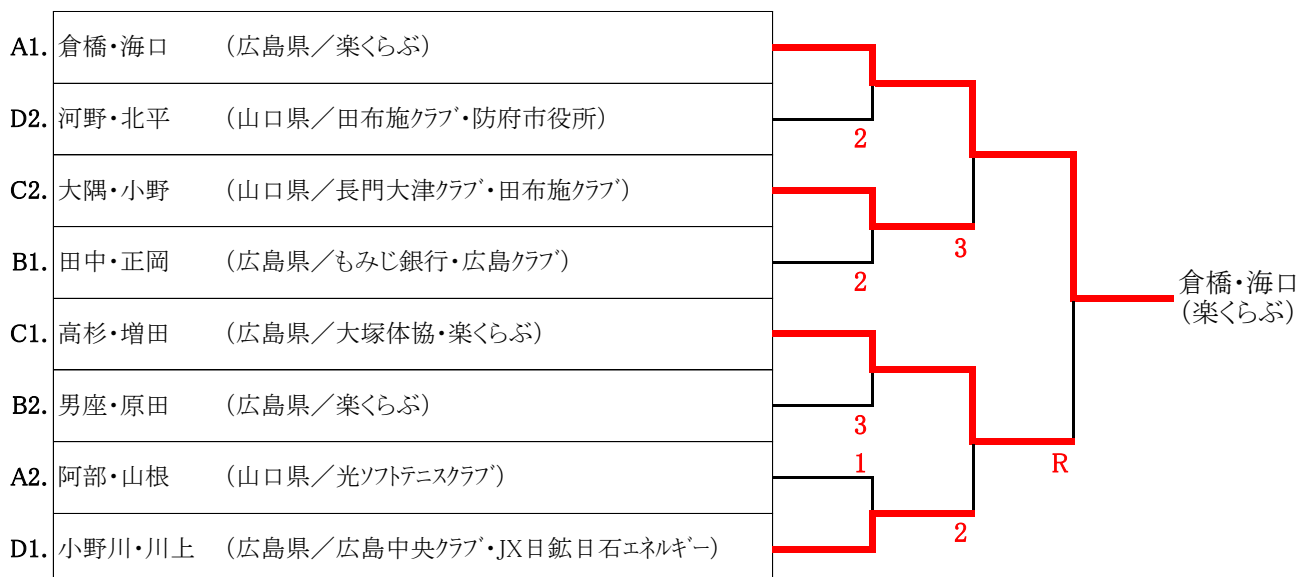 A1. 倉橋・海口 （広島県／楽くらぶ）
D2. 河野・北平 （山口県／田布施ｸﾗﾌﾞ・防府市役所）
2
C2. 大隅・小野 （山口県／長門大津ｸﾗﾌﾞ・田布施ｸﾗﾌﾞ）
3
B1. 田中・正岡 （広島県／もみじ銀行・広島ｸﾗﾌﾞ）
2
倉橋・海口
（楽くらぶ）
C1. 高杉・増田 （広島県／大塚体協・楽くらぶ）
B2. 男座・原田 （広島県／楽くらぶ）
3
1
R
A2. 阿部・山根 （山口県／光ｿﾌﾄﾃﾆｽｸﾗﾌﾞ）
2
D1. 小野川・川上 （広島県／広島中央ｸﾗﾌﾞ・JX日鉱日石ｴﾈﾙｷﾞｰ）